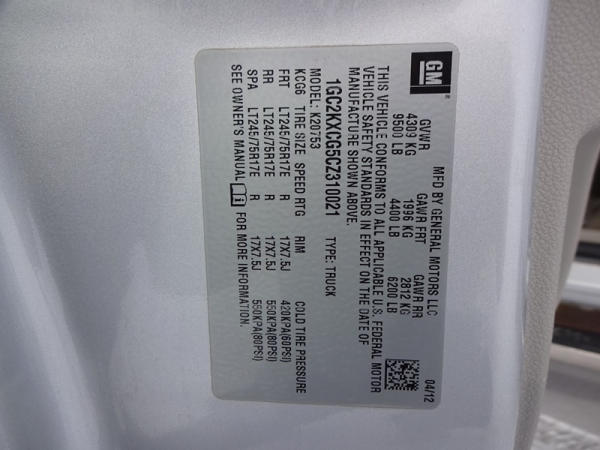 GM
MFD BY GENERAL MOTORS LLC
04/12
GVWR GAWR FRT GAWR RR
4309 KG 1996 KG 2812 KG
9500 LB 4400 LB 6200 LB
THIS VEHICLE CONFORMS TO ALL APPLICABLE U.S. FEDERAL MOTOR
VEHICLE SAFETY STANDARDS IN EFFECT ON THE DATE OF
MANUFACTURE SHOWN ABOVE.
1GC2KXCG5CZ310021 TYPE: TRUCK
MODEL: K20753
KCG6 TIRE SIZE SPEED RTG RIM COLD TIRE PRESSURE
FRT LT245/75R17E R 17X7.5J 420KPA(60PSI)
RR LT245/75R17E R 17X7.5J 550KPA(80PSI)
SPA LT245/75R17E R 17X7.5J 550KPA(80PSI)
SEE OWNER'S MANUAL i FOR MORE INFORMATION.